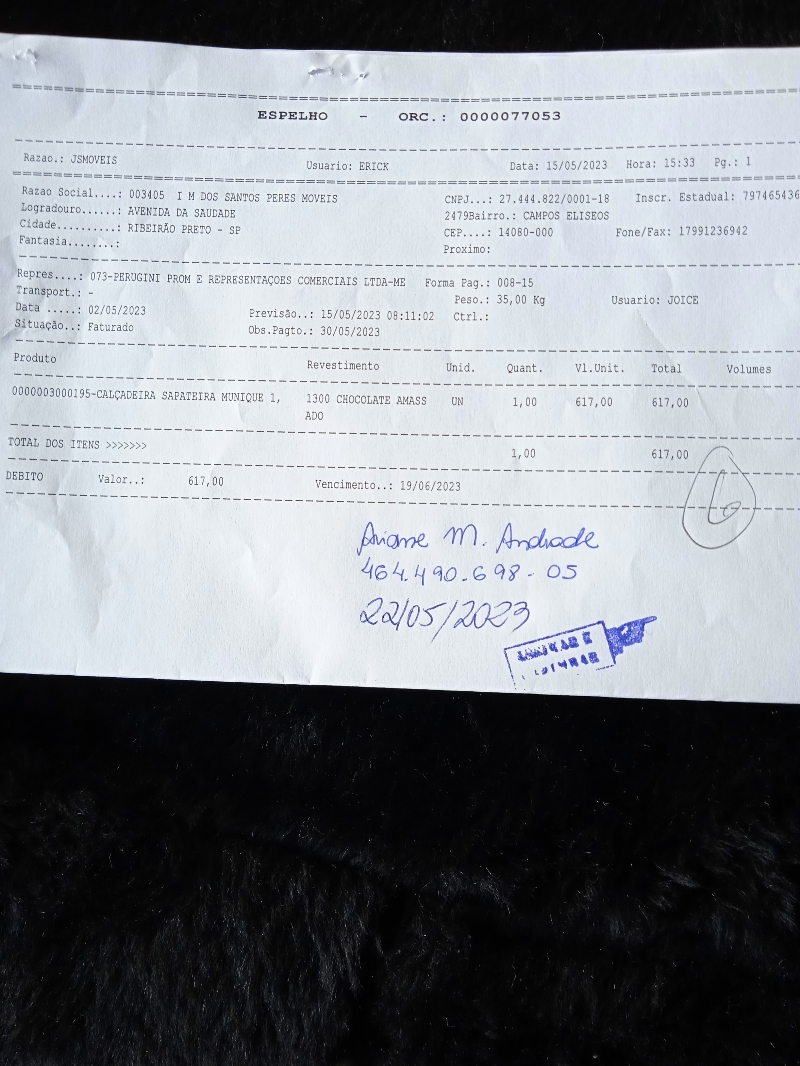 ESPELHO - ORC.: 0000077053
Razao.: JSMOVEIS Usuario: ERICK Data: 15/05/2023 Hora: 15:33 Pg.: 1
Razao Social....: 003405 I M DOS SANTOS PERES MOVEIS CNPJ...: 27.444.822/0001-18 Inscr. Estadual: 797465436
Logradouro......: AVENIDA DA SAUDADE 2479Bairro.: CAMPOS ELISEOS
Cidade..........: RIBEIRÃO PRETO - SP CEP....: 14080-000 Fone/Fax: 17991236942
Fantasia........: Proximo:
Repres....: 073-PERUGINI PROM E REPRESENTAÇOES COMERCIAIS LTDA-ME Forma Pag.: 008-15
Transport.: - Peso.: 35,00 Kg Usuario: JOICE
Data .....: 02/05/2023 Previsão..: 15/05/2023 08:11:02 Ctrl.:
Situação..: Faturado Obs.Pagto.: 30/05/2023
Produto Revestimento Unid. Quant. Vl.Unit. Total Volumes
0000003000195-CALÇADEIRA SAPATEIRA MUNIQUE 1, 1300 CHOCOLATE AMASS UN 1,00 617,00 617,00
ADO
TOTAL DOS ITENS >>>>>>> 1,00 617,00
DEBITO Valor..: 617,00 Vencimento..: 19/06/2023
Ariane M. Andrade
464.490.698-05
22/05/2023